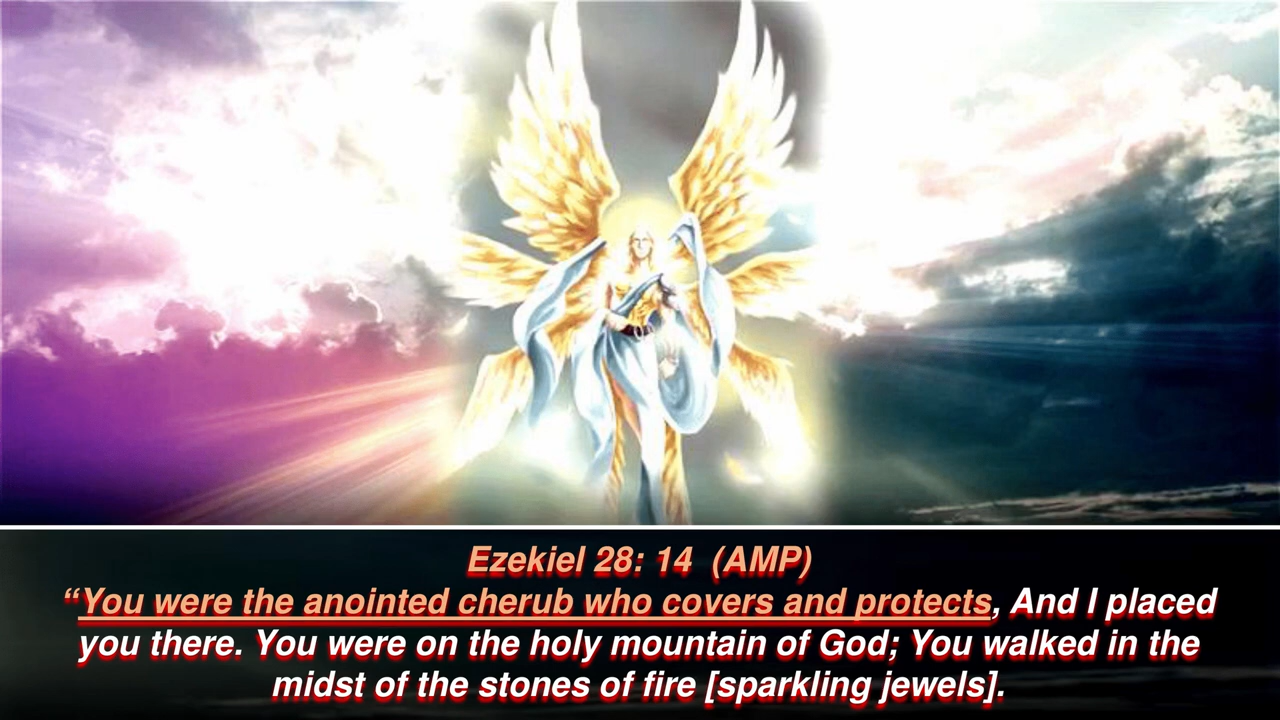 Ezekiel 28: 14  (AMP)
“You were the anointed cherub who covers and protects, And I placed
you there. You were on the holy mountain of God; You walked in the
midst of the stones of fire [sparkling jewels].